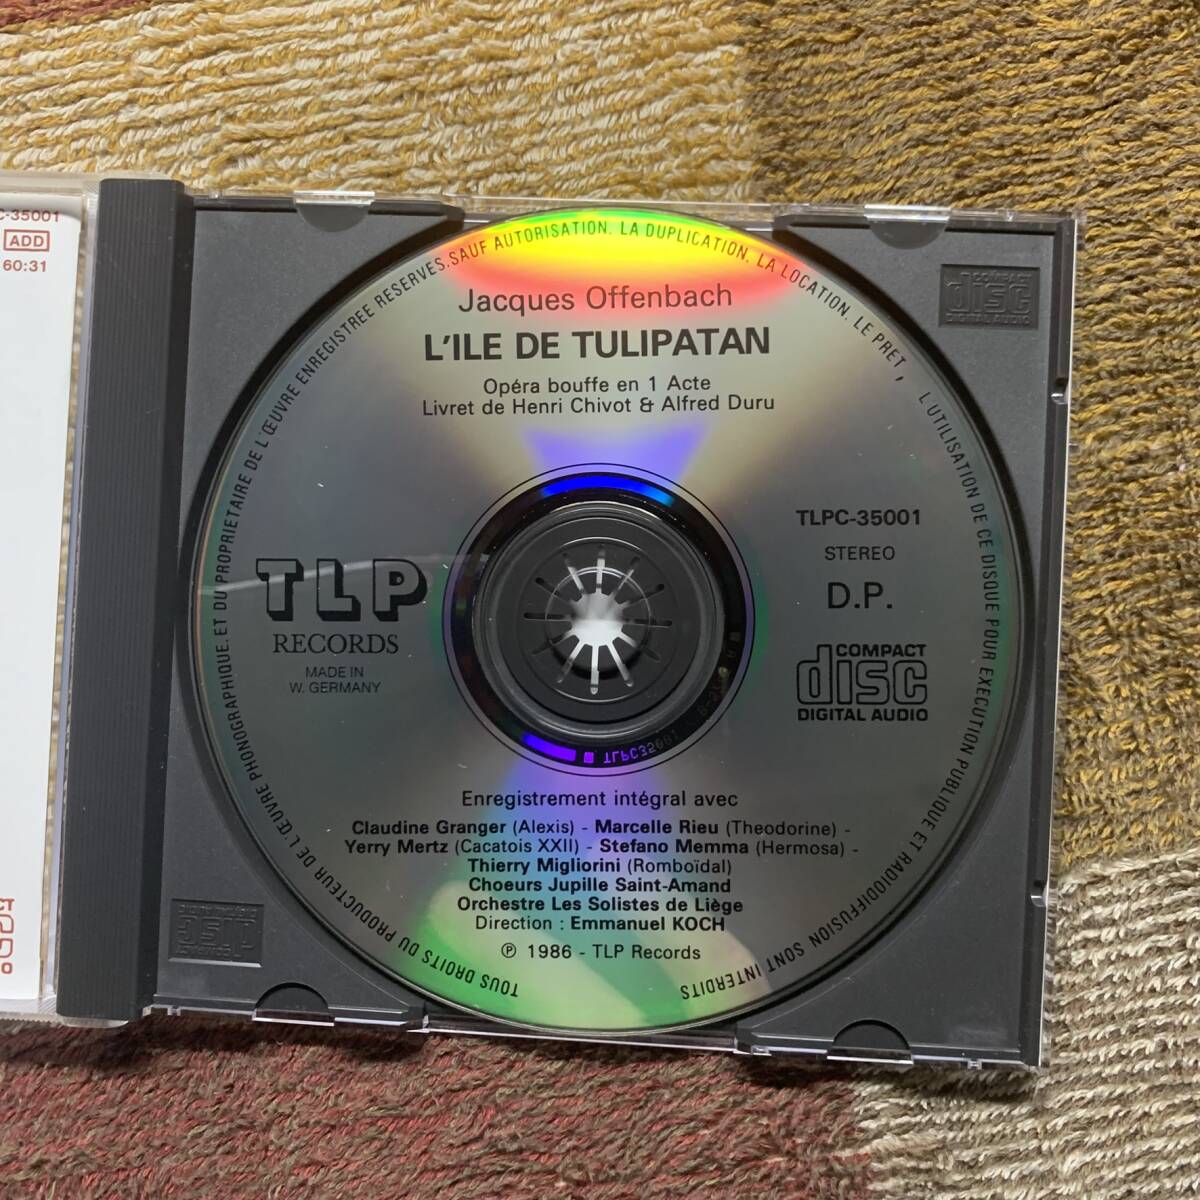 C-35001
ADD
60:31
TOUS DROITS DU PRODUCTEUR DE L'ŒUVRE PHONOGRAPHIQUE. ET DU PROPRIETAIRE DE L'ŒUVRE ENREGISTREE RESERVES. SAUF AUTORISATION. LA DUPLICATION. LA LOCATION. LE PRET, L'UTILISATION DE CE DISQUE POUR EXECUTION PUBLIQUE ET RADIODIFFUSION SONT INTERDITS
Jacques Offenbach
L'ILE DE TULIPATAN
Opéra bouffe en 1 Acte
Livret de Henri Chivot & Alfred Duru
TLP
RECORDS
MADE IN
W. GERMANY
TLPC-35001
STEREO
D.P.
COMPACT
disc
DIGITAL AUDIO
Enregistrement intégral avec
Claudine Granger (Alexis) - Marcelle Rieu (Theodorine) -
Yerry Mertz (Cacatois XXII) - Stefano Memma (Hermosa) -
Thierry Migliorini (Romboïdal)
Choeurs Jupille Saint-Amand
Orchestre Les Solistes de Liège
Direction : Emmanuel KOCH
℗ 1986 - TLP Records
COMPACT
disc
DIGITAL AUDIO